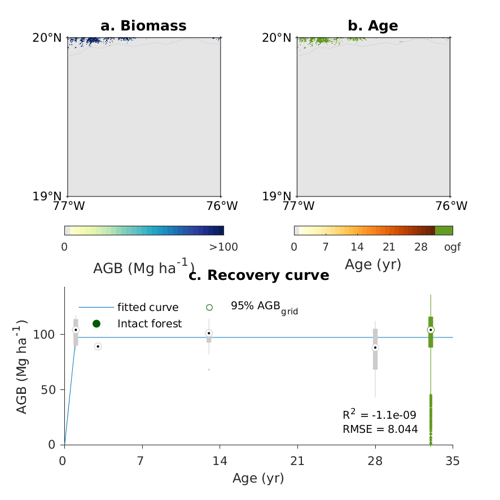 a. Biomass
b. Age
20°N
19°N
77°W
76°W
20°N
19°N
77°W
76°W
0
>100
AGB (Mg ha⁻¹)
0
7
14
21
28
ogf
Age (yr)
c. Recovery curve
fitted curve
95% AGB_grid
Intact forest
100
50
0
AGB (Mg ha⁻¹)
R² = -1.1e-09
RMSE = 8.044
0
7
14
21
28
35
Age (yr)